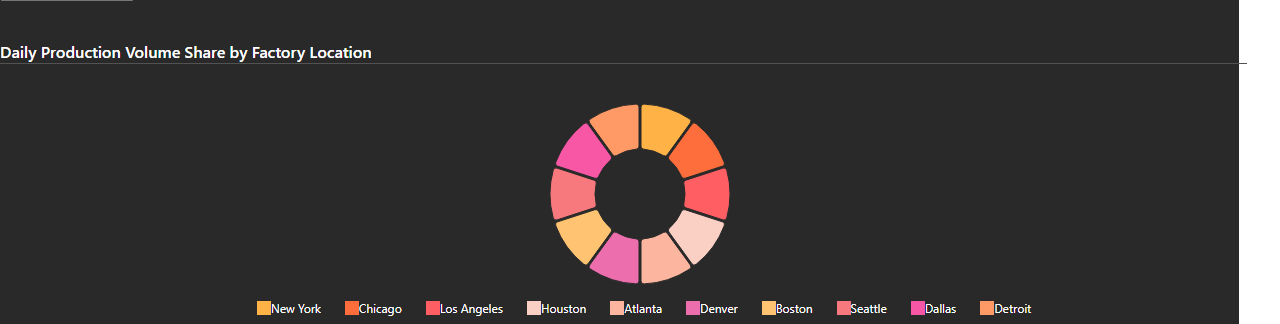 Daily Production Volume Share by Factory Location
New York Chicago Los Angeles Houston Atlanta Denver Boston Seattle Dallas Detroit